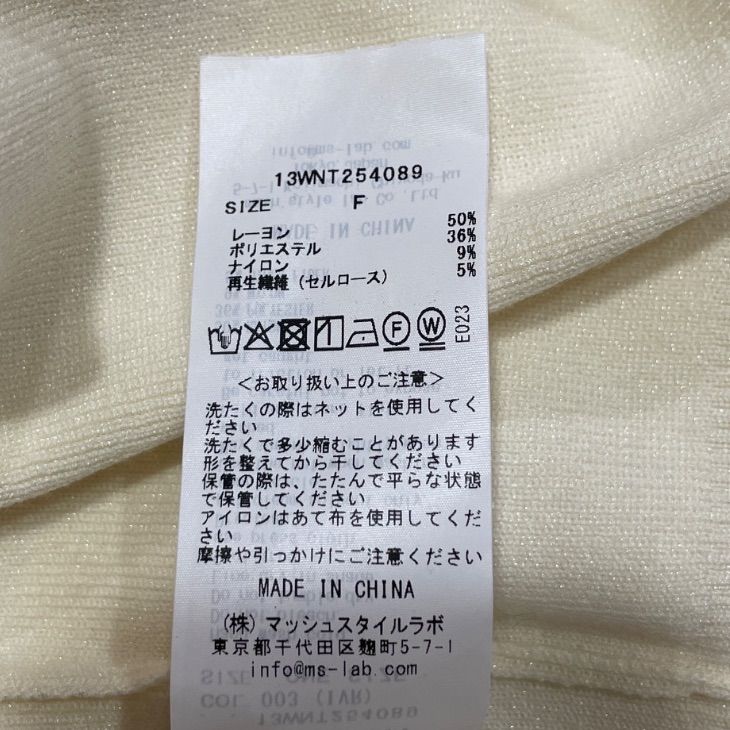 13WNT254089
SIZE F
レーヨン 50%
ポリエステル 36%
ナイロン 9%
再生繊維(セルロース) 5%
F W E023
<お取り扱い上のご注意>
洗たくの際はネットを使用してく
ださい
洗たくで多少縮むことがあります
形を整えてから干してください
保管の際は、たたんで平らな状態
で保管してください
アイロンはあて布を使用してくだ
さい
摩擦や引っかけにご注意ください
MADE IN CHINA
(株)マッシュスタイルラボ
東京都千代田区麹町5-7-1
info@ms-lab.com